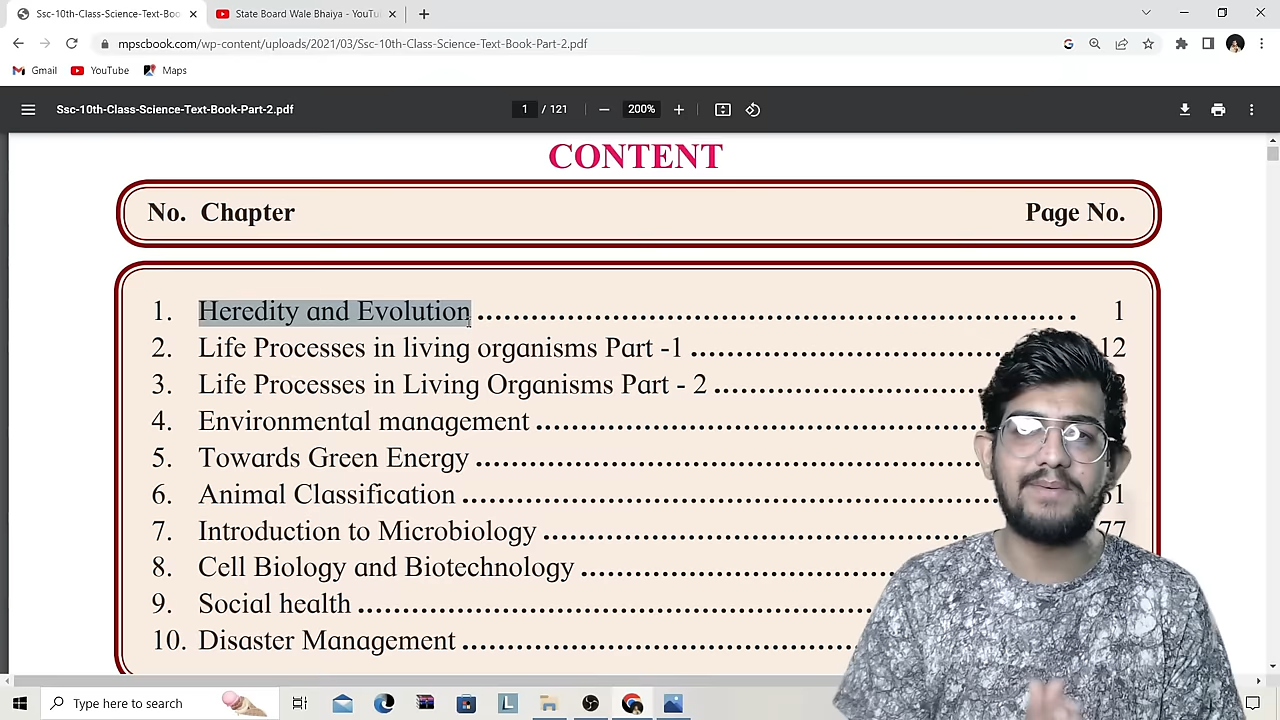 Ssc-10th-Class-Science-Text-Boo
State Board Wale Bhaiya - YouTu
mpscbook.com/wp-content/uploads/2021/03/Ssc-10th-Class-Science-Text-Book-Part-2.pdf
Gmail YouTube Maps
Ssc-10th-Class-Science-Text-Book-Part-2.pdf 1 / 121 200%
CONTENT
No. Chapter Page No.
1. Heredity and Evolution 1
2. Life Processes in living organisms Part -1 12
3. Life Processes in Living Organisms Part - 2
4. Environmental management
5. Towards Green Energy
6. Animal Classification 61
7. Introduction to Microbiology 77
8. Cell Biology and Biotechnology
9. Social health
10. Disaster Management
Type here to search